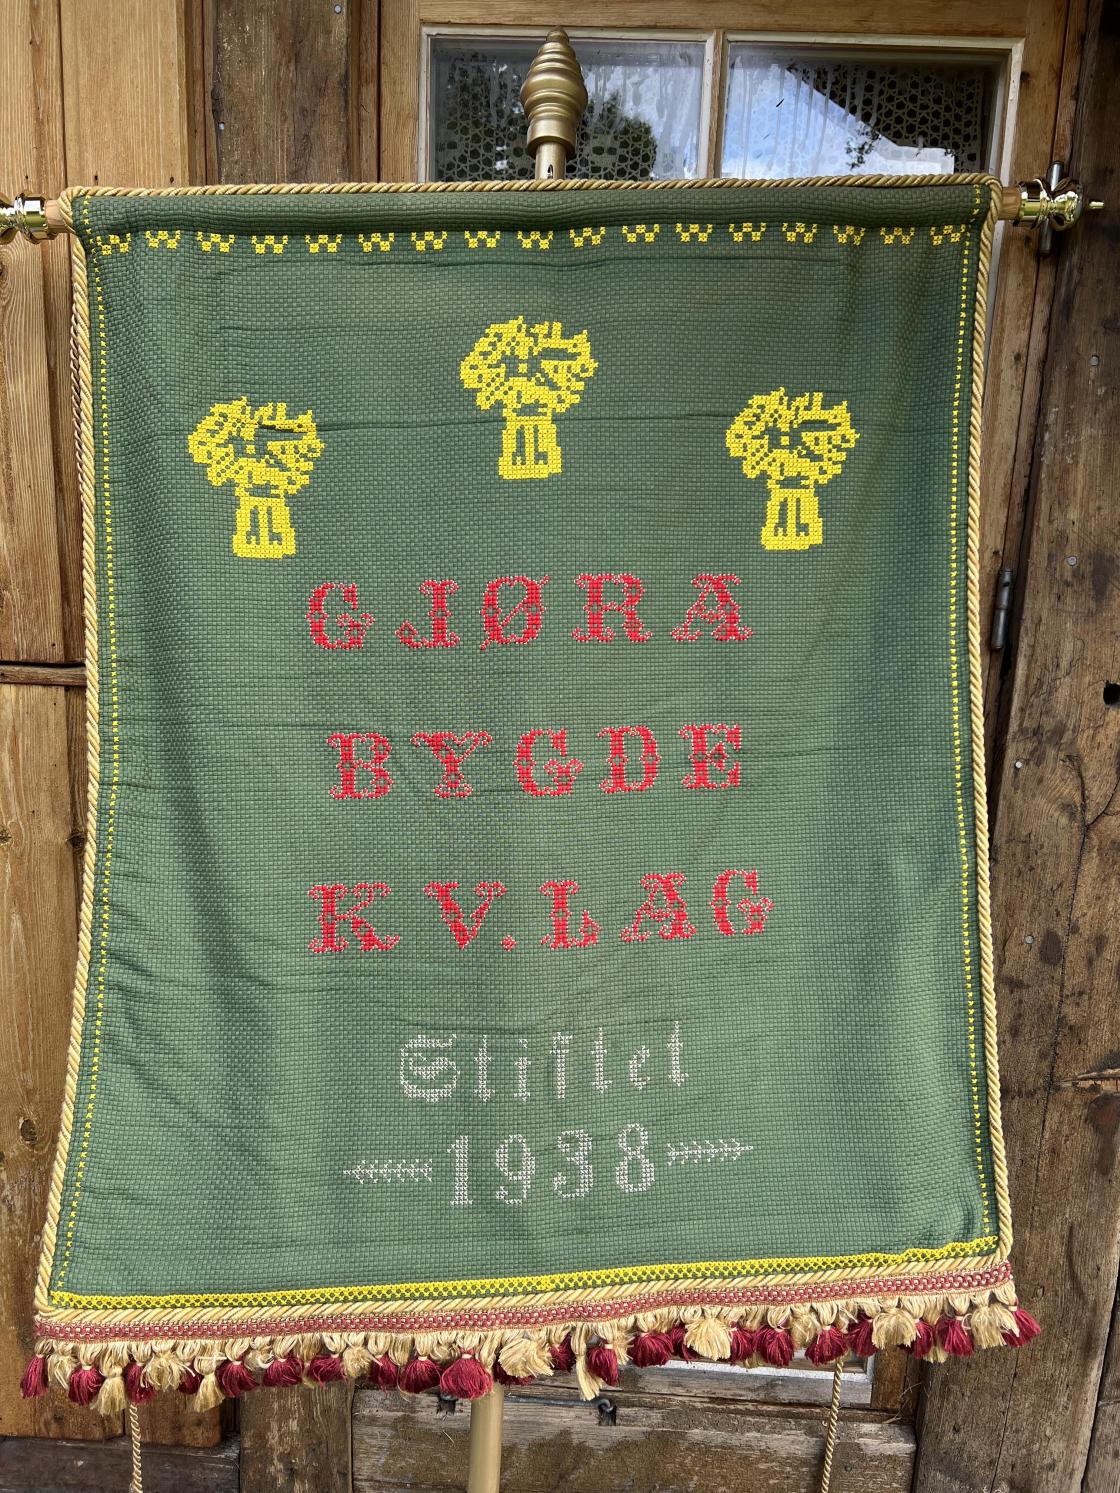 GJØRA
BYGDE
KV. LAG
Stiftet
1938